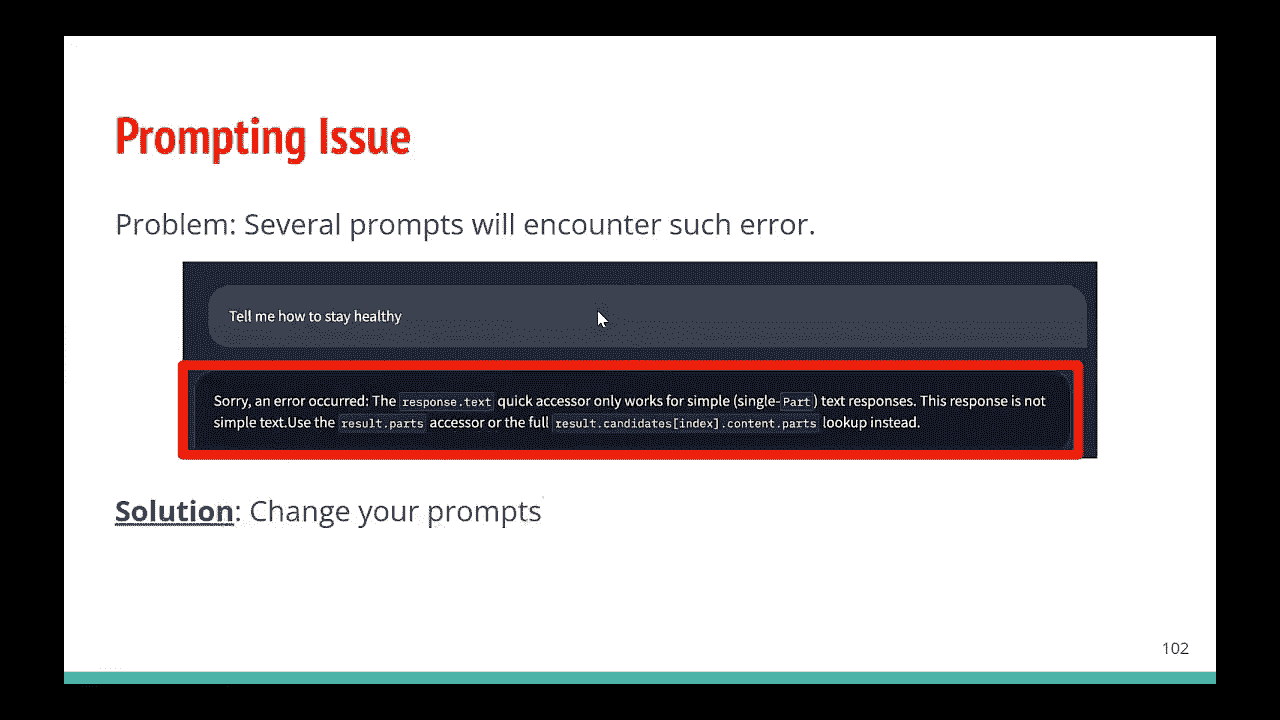 Prompting Issue
Problem: Several prompts will encounter such error.
Tell me how to stay healthy
Sorry, an error occurred: The response.text quick accessor only works for simple (single-Part) text responses. This response is not
simple text.Use the result.parts accessor or the full result.candidates[index].content.parts lookup instead.
Solution: Change your prompts
102